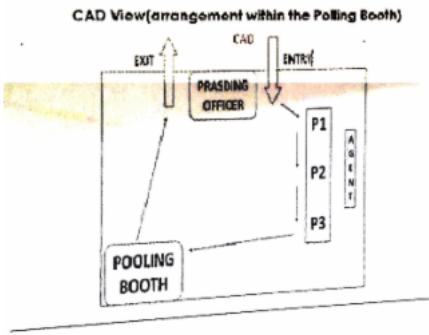 CAD View(arrangement within the Polling Booth)
CAD
EXIT
ENTRY
PRASDING
OFFICER
P1
P2
P3
AGENT
POOLING
BOOTH